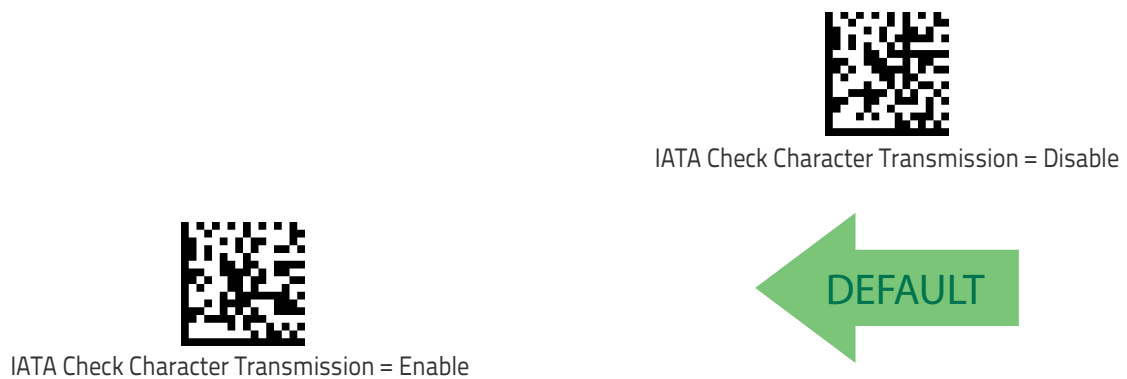 IATA Check Character Transmission = Disable
DEFAULT
IATA Check Character Transmission = Enable